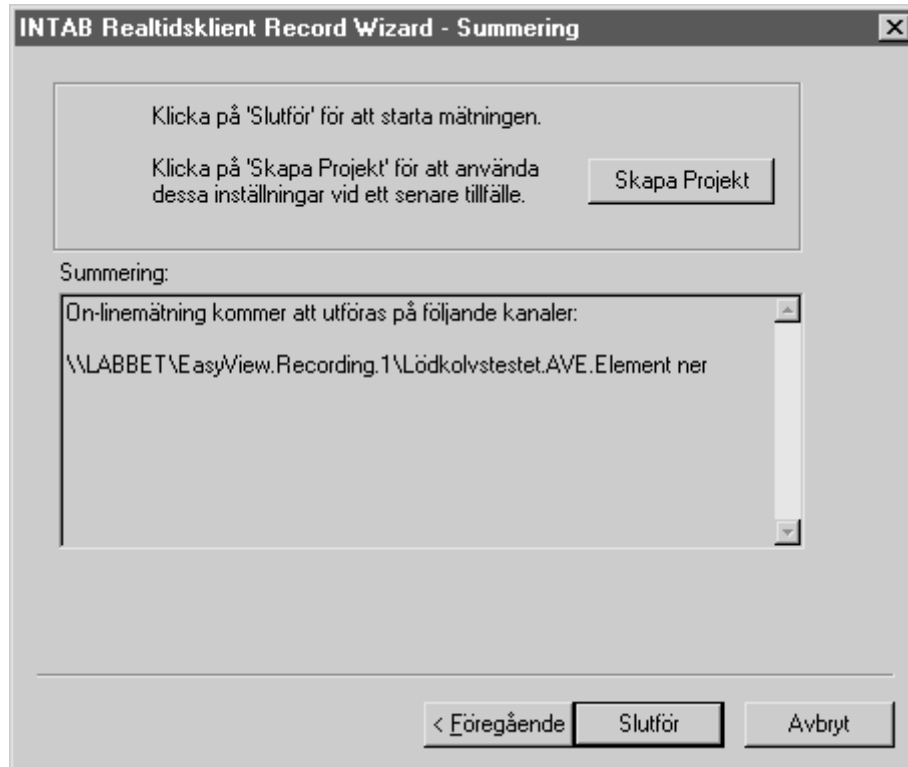 INTAB Realtidsklient Record Wizard - Summering
Klicka på 'Slutför' för att starta mätningen.
Klicka på 'Skapa Projekt' för att använda
dessa inställningar vid ett senare tillfälle.
Skapa Projekt
Summering:
On-linemätning kommer att utföras på följande kanaler:
\\LABBET\EasyView.Recording.1\Lödkolvstestet.AVE.Element ner
< Föregående
Slutför
Avbryt